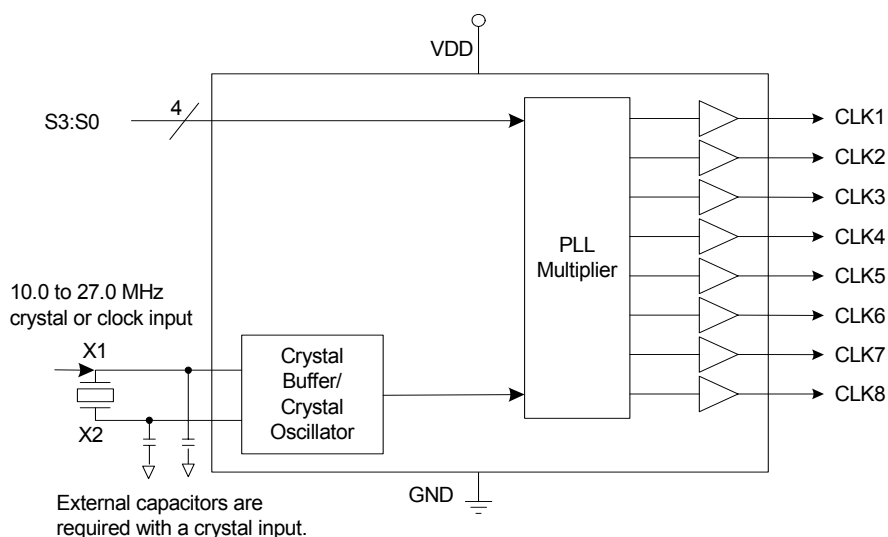 VDD
4
S3:S0
CLK1
CLK2
CLK3
CLK4
PLL
Multiplier
CLK5
CLK6
CLK7
CLK8
10.0 to 27.0 MHz
crystal or clock input
X1
X2
Crystal
Buffer/
Crystal
Oscillator
GND
External capacitors are
required with a crystal input.